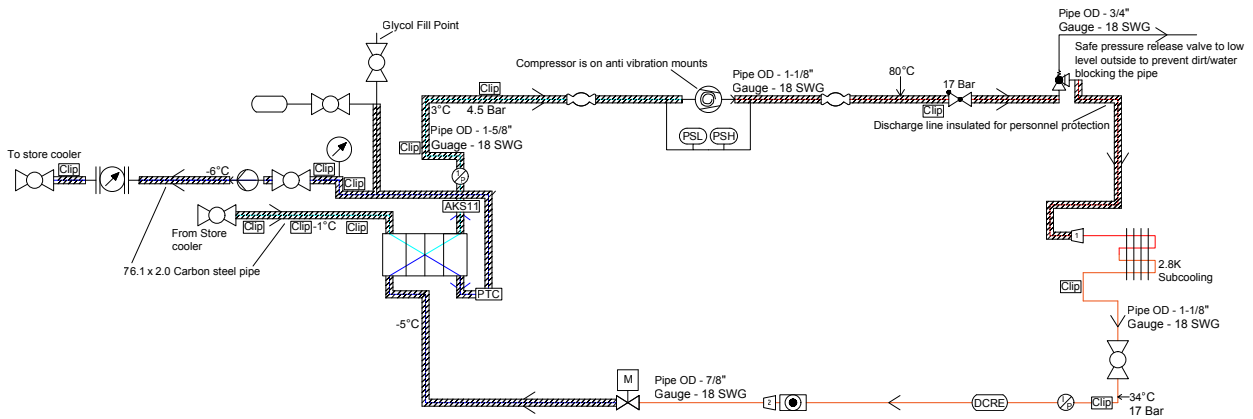 Glycol Fill Point
Pipe OD - 3/4"
Gauge - 18 SWG
Safe pressure release valve to low
level outside to prevent dirt/water
blocking the pipe
Compressor is on anti vibration mounts
Pipe OD - 1-1/8"
Gauge - 18 SWG
80°C
17 Bar
Clip
Clip
3°C
4.5 Bar
Discharge line insulated for personnel protection
Pipe OD - 1-5/8"
Guage - 18 SWG
PSL
PSH
Clip
To store cooler
Clip
-6°C
Clip
Clip
AKS11
From Store
cooler
Clip
Clip
-1°C
Clip
76.1 x 2.0 Carbon steel pipe
PTC
1
2.8K
Subcooling
Clip
Pipe OD - 1-1/8"
Gauge - 18 SWG
-5°C
M
Pipe OD - 7/8"
Gauge - 18 SWG
2
DCRE
Clip
34°C
17 Bar